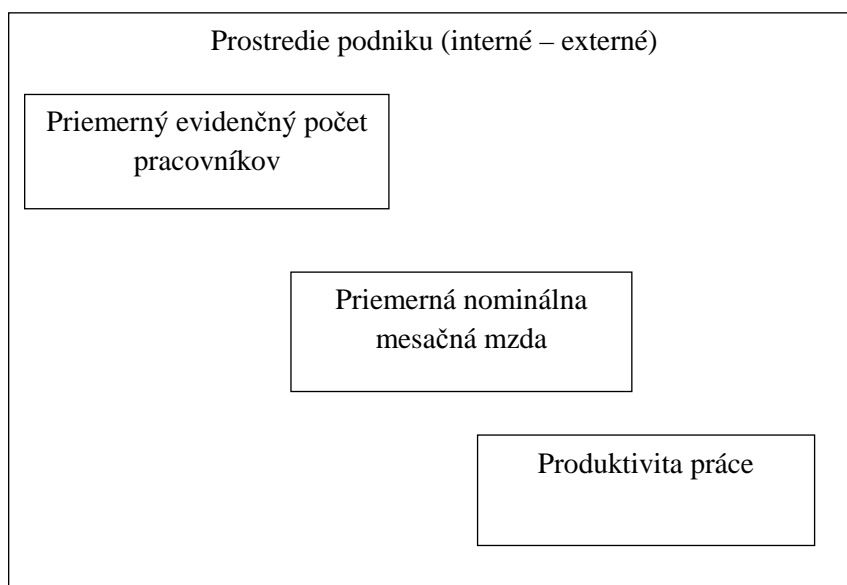 Prostredie podniku (interné – externé)
Priemerný evidenčný počet
pracovníkov
Priemerná nominálna
mesačná mzda
Produktivita práce